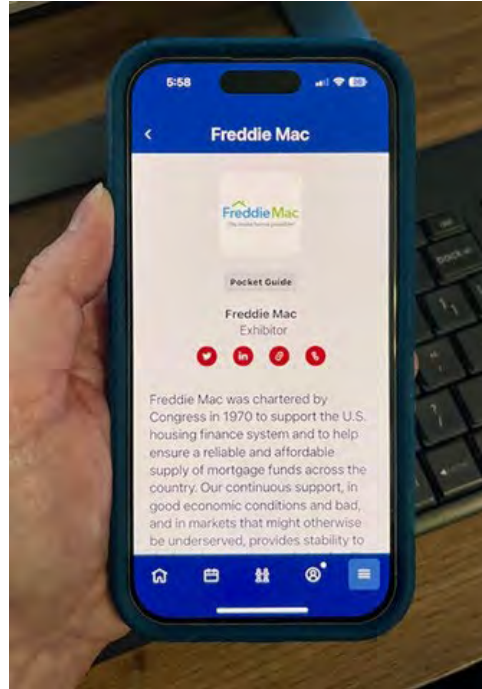 5:58
Freddie Mac
FreddieMac
Pocket Guide
Freddie Mac
Exhibitor
Freddie Mac was chartered by
Congress in 1970 to support the U.S.
housing finance system and to help
ensure a reliable and affordable
supply of mortgage funds across the
country. Our continuous support, in
good economic conditions and bad,
and in markets that might otherwise
be underserved, provides stability to